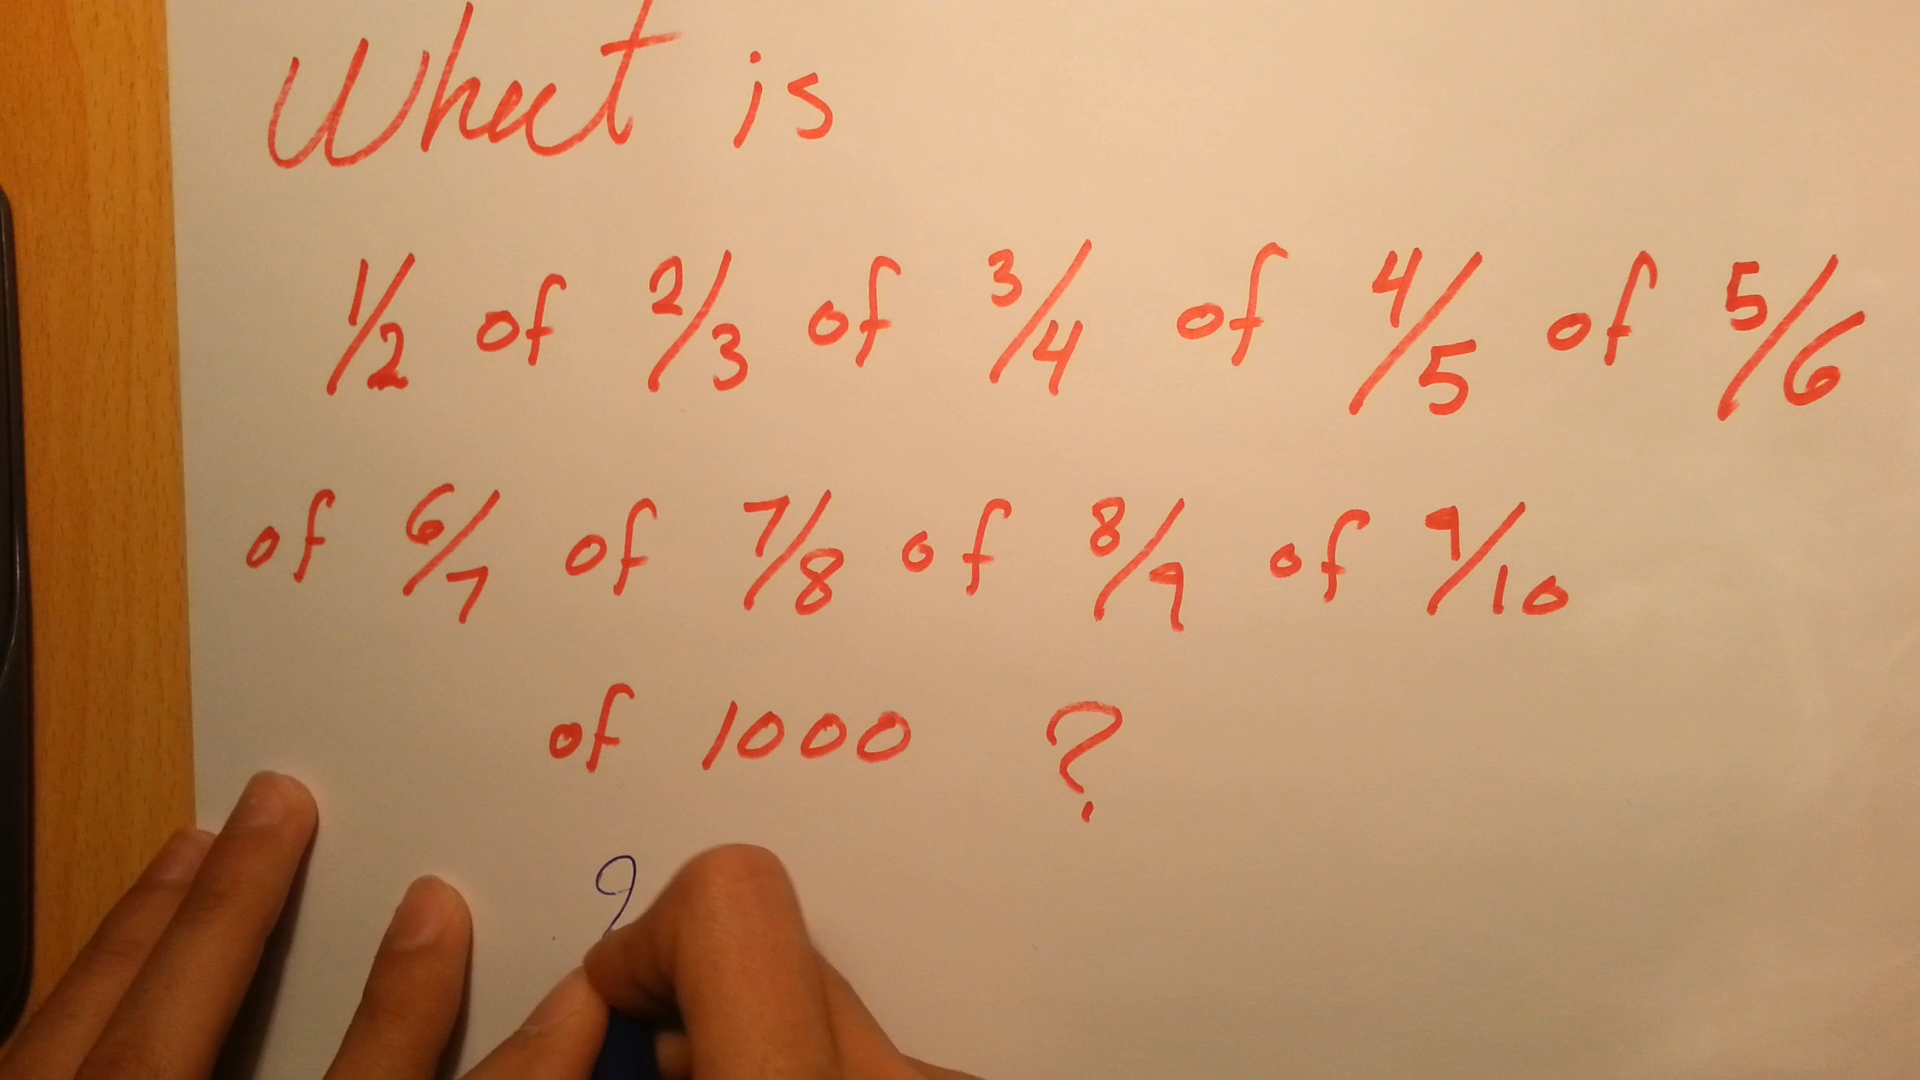 What is
1/2 of 2/3 of 3/4 of 4/5 of 5/6
of 6/7 of 7/8 of 8/9 of 9/10
of 1000 ?